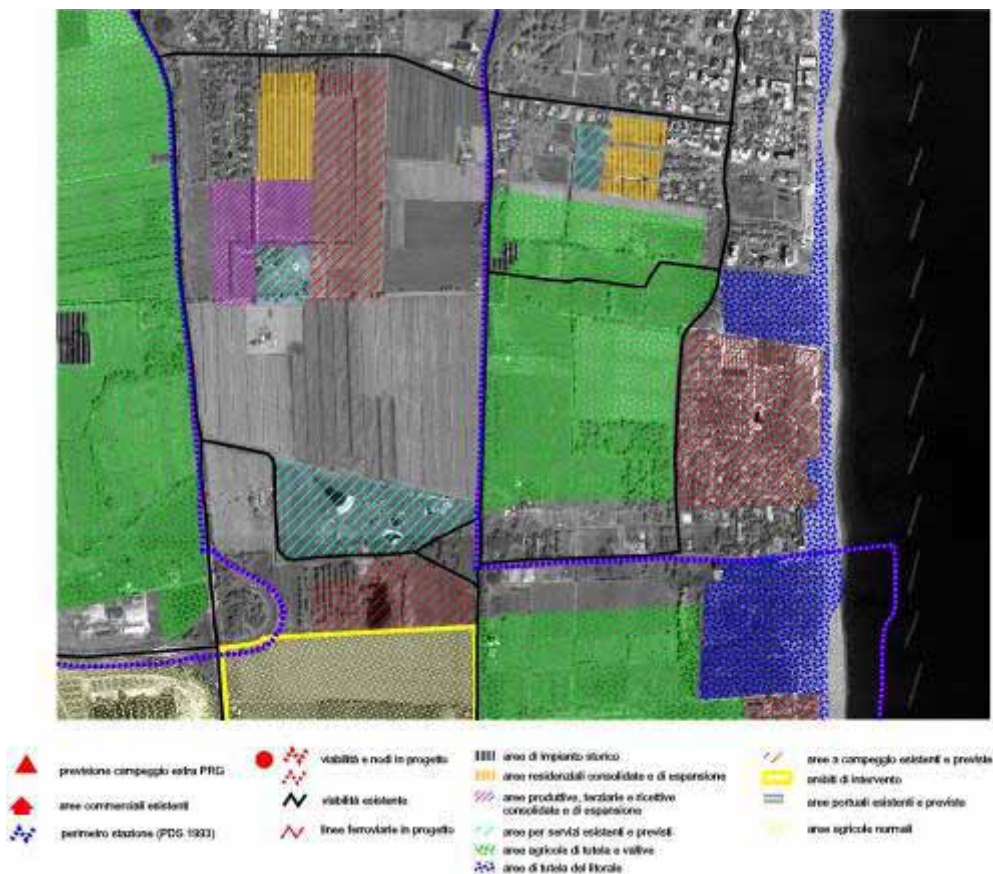 previsione campeggio extra PRG
aree commerciali esistenti
perimetro stazione (PDS 1993)
viabilità e nodi in progetto
viabilità esistente
linee ferroviarie in progetto
aree di impianto storico
aree residenziali consolidate e di espansione
aree produttive, terziarie e ricettive
consolidate e di espansione
aree per servizi esistenti e previsti
aree agricole di tutela e vallive
aree di tutela del litorale
aree a campeggio esistenti e previste
ambiti di intervento
aree portuali esistenti e previste
aree agricole normali